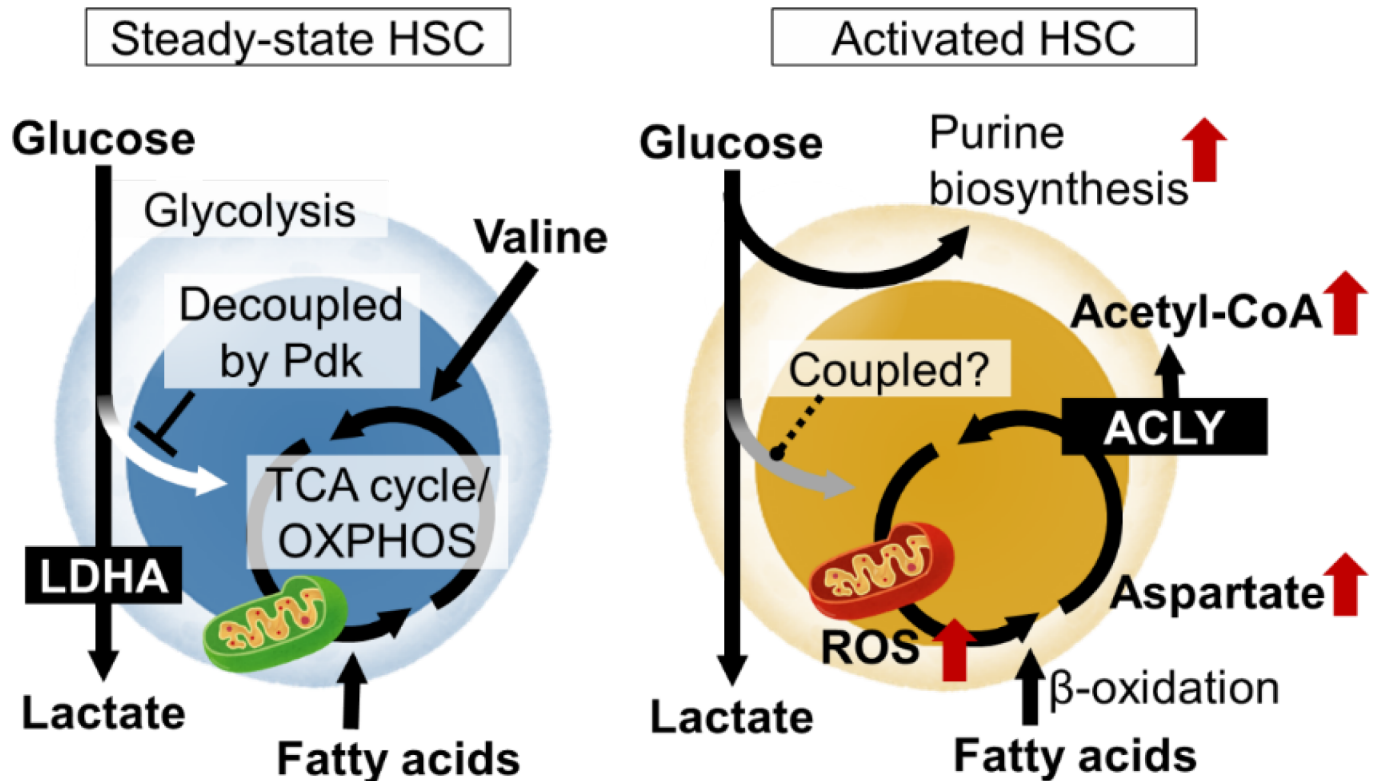 Steady-state HSC
Glucose
Glycolysis
Valine
Decoupled
by Pdk
TCA cycle/
OXPHOS
LDHA
Lactate
Fatty acids
Activated HSC
Glucose
Purine
biosynthesis
Acetyl-CoA
Coupled?
ACLY
Aspartate
ROS
β-oxidation
Lactate
Fatty acids